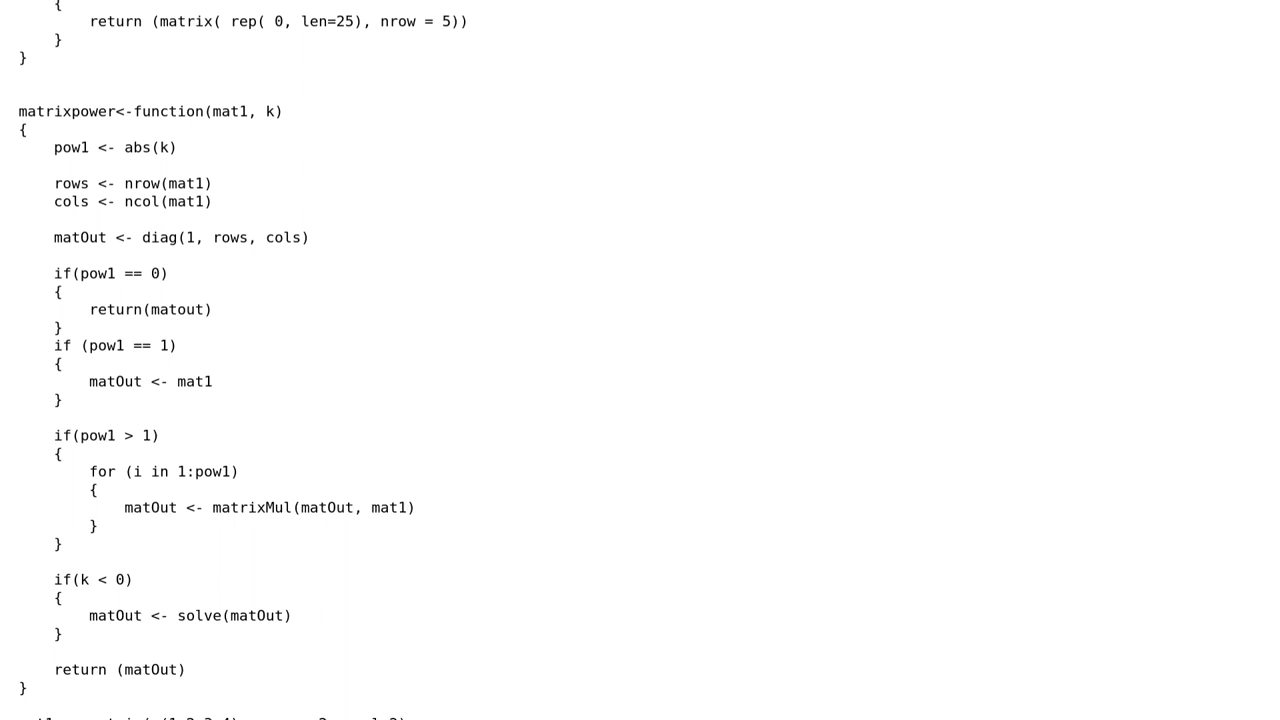 {
return (matrix( rep( 0, len=25), nrow = 5))
}
}
matrixpower<-function(mat1, k)
{
pow1 <- abs(k)
rows <- nrow(mat1)
cols <- ncol(mat1)
matOut <- diag(1, rows, cols)
if(pow1 == 0)
{
return(matout)
}
if (pow1 == 1)
{
matOut <- mat1
}
if(pow1 > 1)
{
for (i in 1:pow1)
{
matOut <- matrixMul(matOut, mat1)
}
}
if(k < 0)
{
matOut <- solve(matOut)
}
return (matOut)
}